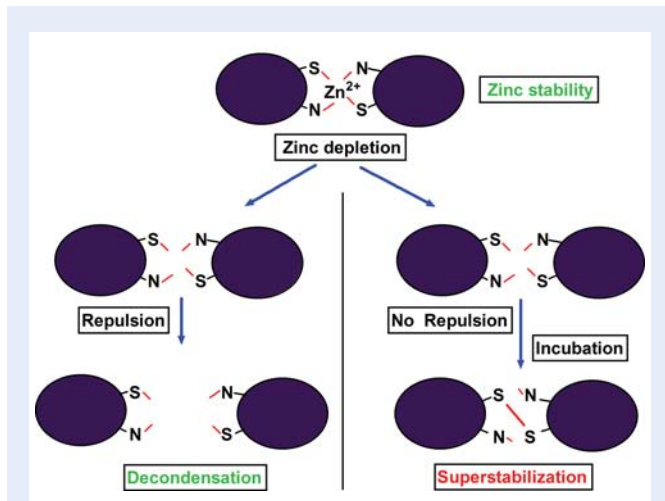 S N
Zn2+
N S
Zinc stability
Zinc depletion
S N
N S
S N
N S
Repulsion
No Repulsion
Incubation
S N
N S
S N
N S
Decondensation
Superstabilization